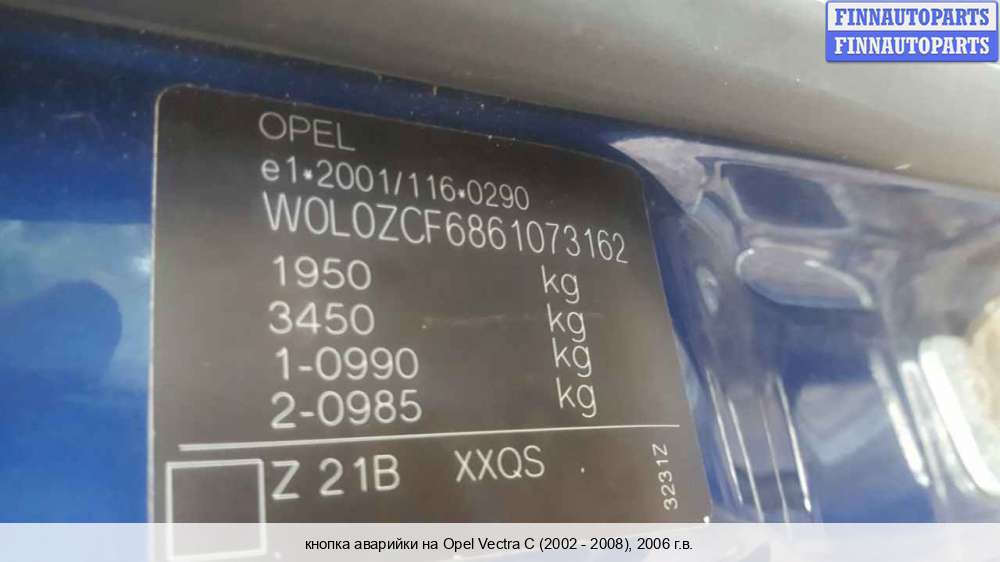 FINNAUTOPARTS
FINNAUTOPARTS
OPEL
e1*2001/116*0290
W0L0ZCF6861073162
1950 kg
3450 kg
1-0990 kg
2-0985 kg
Z 21B XXQS .
3231Z
кнопка аварийки на Opel Vectra C (2002 - 2008), 2006 г.в.